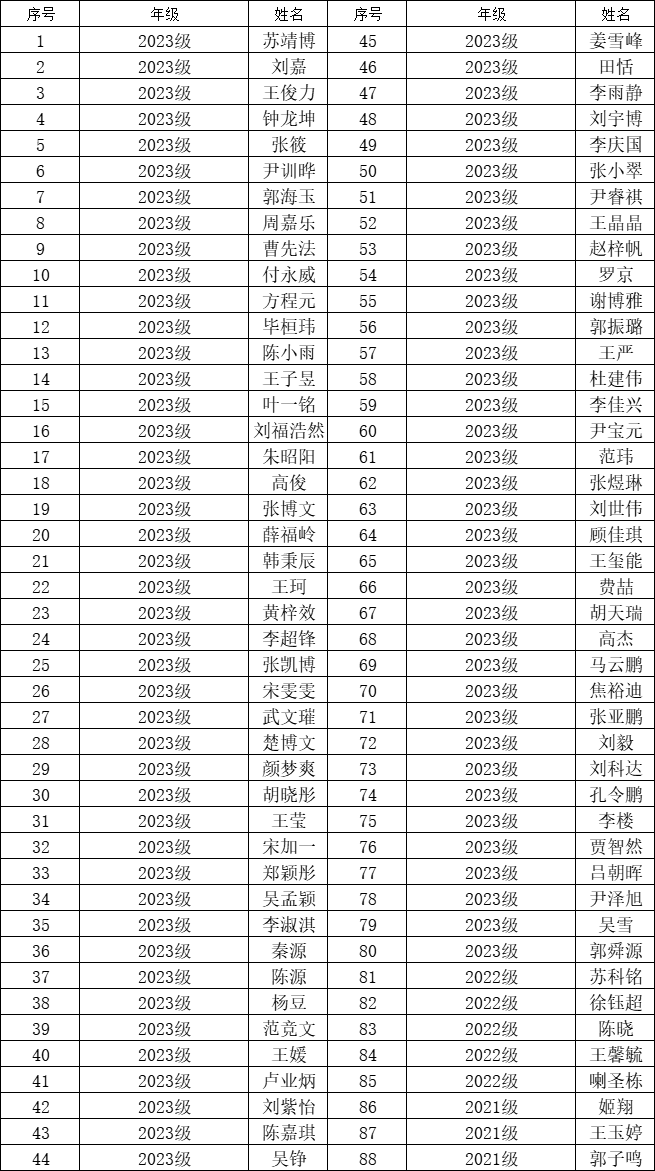 序号 年级 姓名 序号 年级 姓名
1 2023级 苏靖博 45 2023级 姜雪峰
2 2023级 刘嘉 46 2023级 田恬
3 2023级 王俊力 47 2023级 李雨静
4 2023级 钟龙坤 48 2023级 刘宇博
5 2023级 张筱 49 2023级 李庆国
6 2023级 尹训晔 50 2023级 张小翠
7 2023级 郭海玉 51 2023级 尹睿祺
8 2023级 周嘉乐 52 2023级 王晶晶
9 2023级 曹先法 53 2023级 赵梓帆
10 2023级 付永威 54 2023级 罗京
11 2023级 方程元 55 2023级 谢博雅
12 2023级 毕桓玮 56 2023级 郭振璐
13 2023级 陈小雨 57 2023级 王严
14 2023级 王子昱 58 2023级 杜建伟
15 2023级 叶一铭 59 2023级 李佳兴
16 2023级 刘福浩然 60 2023级 尹宝元
17 2023级 朱昭阳 61 2023级 范玮
18 2023级 高俊 62 2023级 张煜琳
19 2023级 张博文 63 2023级 刘世伟
20 2023级 薛福岭 64 2023级 顾佳琪
21 2023级 韩秉辰 65 2023级 王玺能
22 2023级 王珂 66 2023级 费喆
23 2023级 黄梓效 67 2023级 胡天瑞
24 2023级 李超锋 68 2023级 高杰
25 2023级 张凯博 69 2023级 马云鹏
26 2023级 宋雯雯 70 2023级 焦裕迪
27 2023级 武文璀 71 2023级 张亚鹏
28 2023级 楚博文 72 2023级 刘毅
29 2023级 颜梦爽 73 2023级 刘科达
30 2023级 胡晓彤 74 2023级 孔令鹏
31 2023级 王莹 75 2023级 李楼
32 2023级 宋加一 76 2023级 贾智然
33 2023级 郑颖彤 77 2023级 吕朝晖
34 2023级 吴孟颖 78 2023级 尹泽旭
35 2023级 李淑淇 79 2023级 吴雪
36 2023级 秦源 80 2023级 郭舜源
37 2023级 陈源 81 2022级 苏科铭
38 2023级 杨豆 82 2022级 徐钰超
39 2023级 范竞文 83 2022级 陈晓
40 2023级 王媛 84 2022级 王馨毓
41 2023级 卢业炳 85 2022级 喇圣栋
42 2023级 刘紫怡 86 2021级 姬翔
43 2023级 陈嘉琪 87 2021级 王玉婷
44 2023级 吴铮 88 2021级 郭子鸣